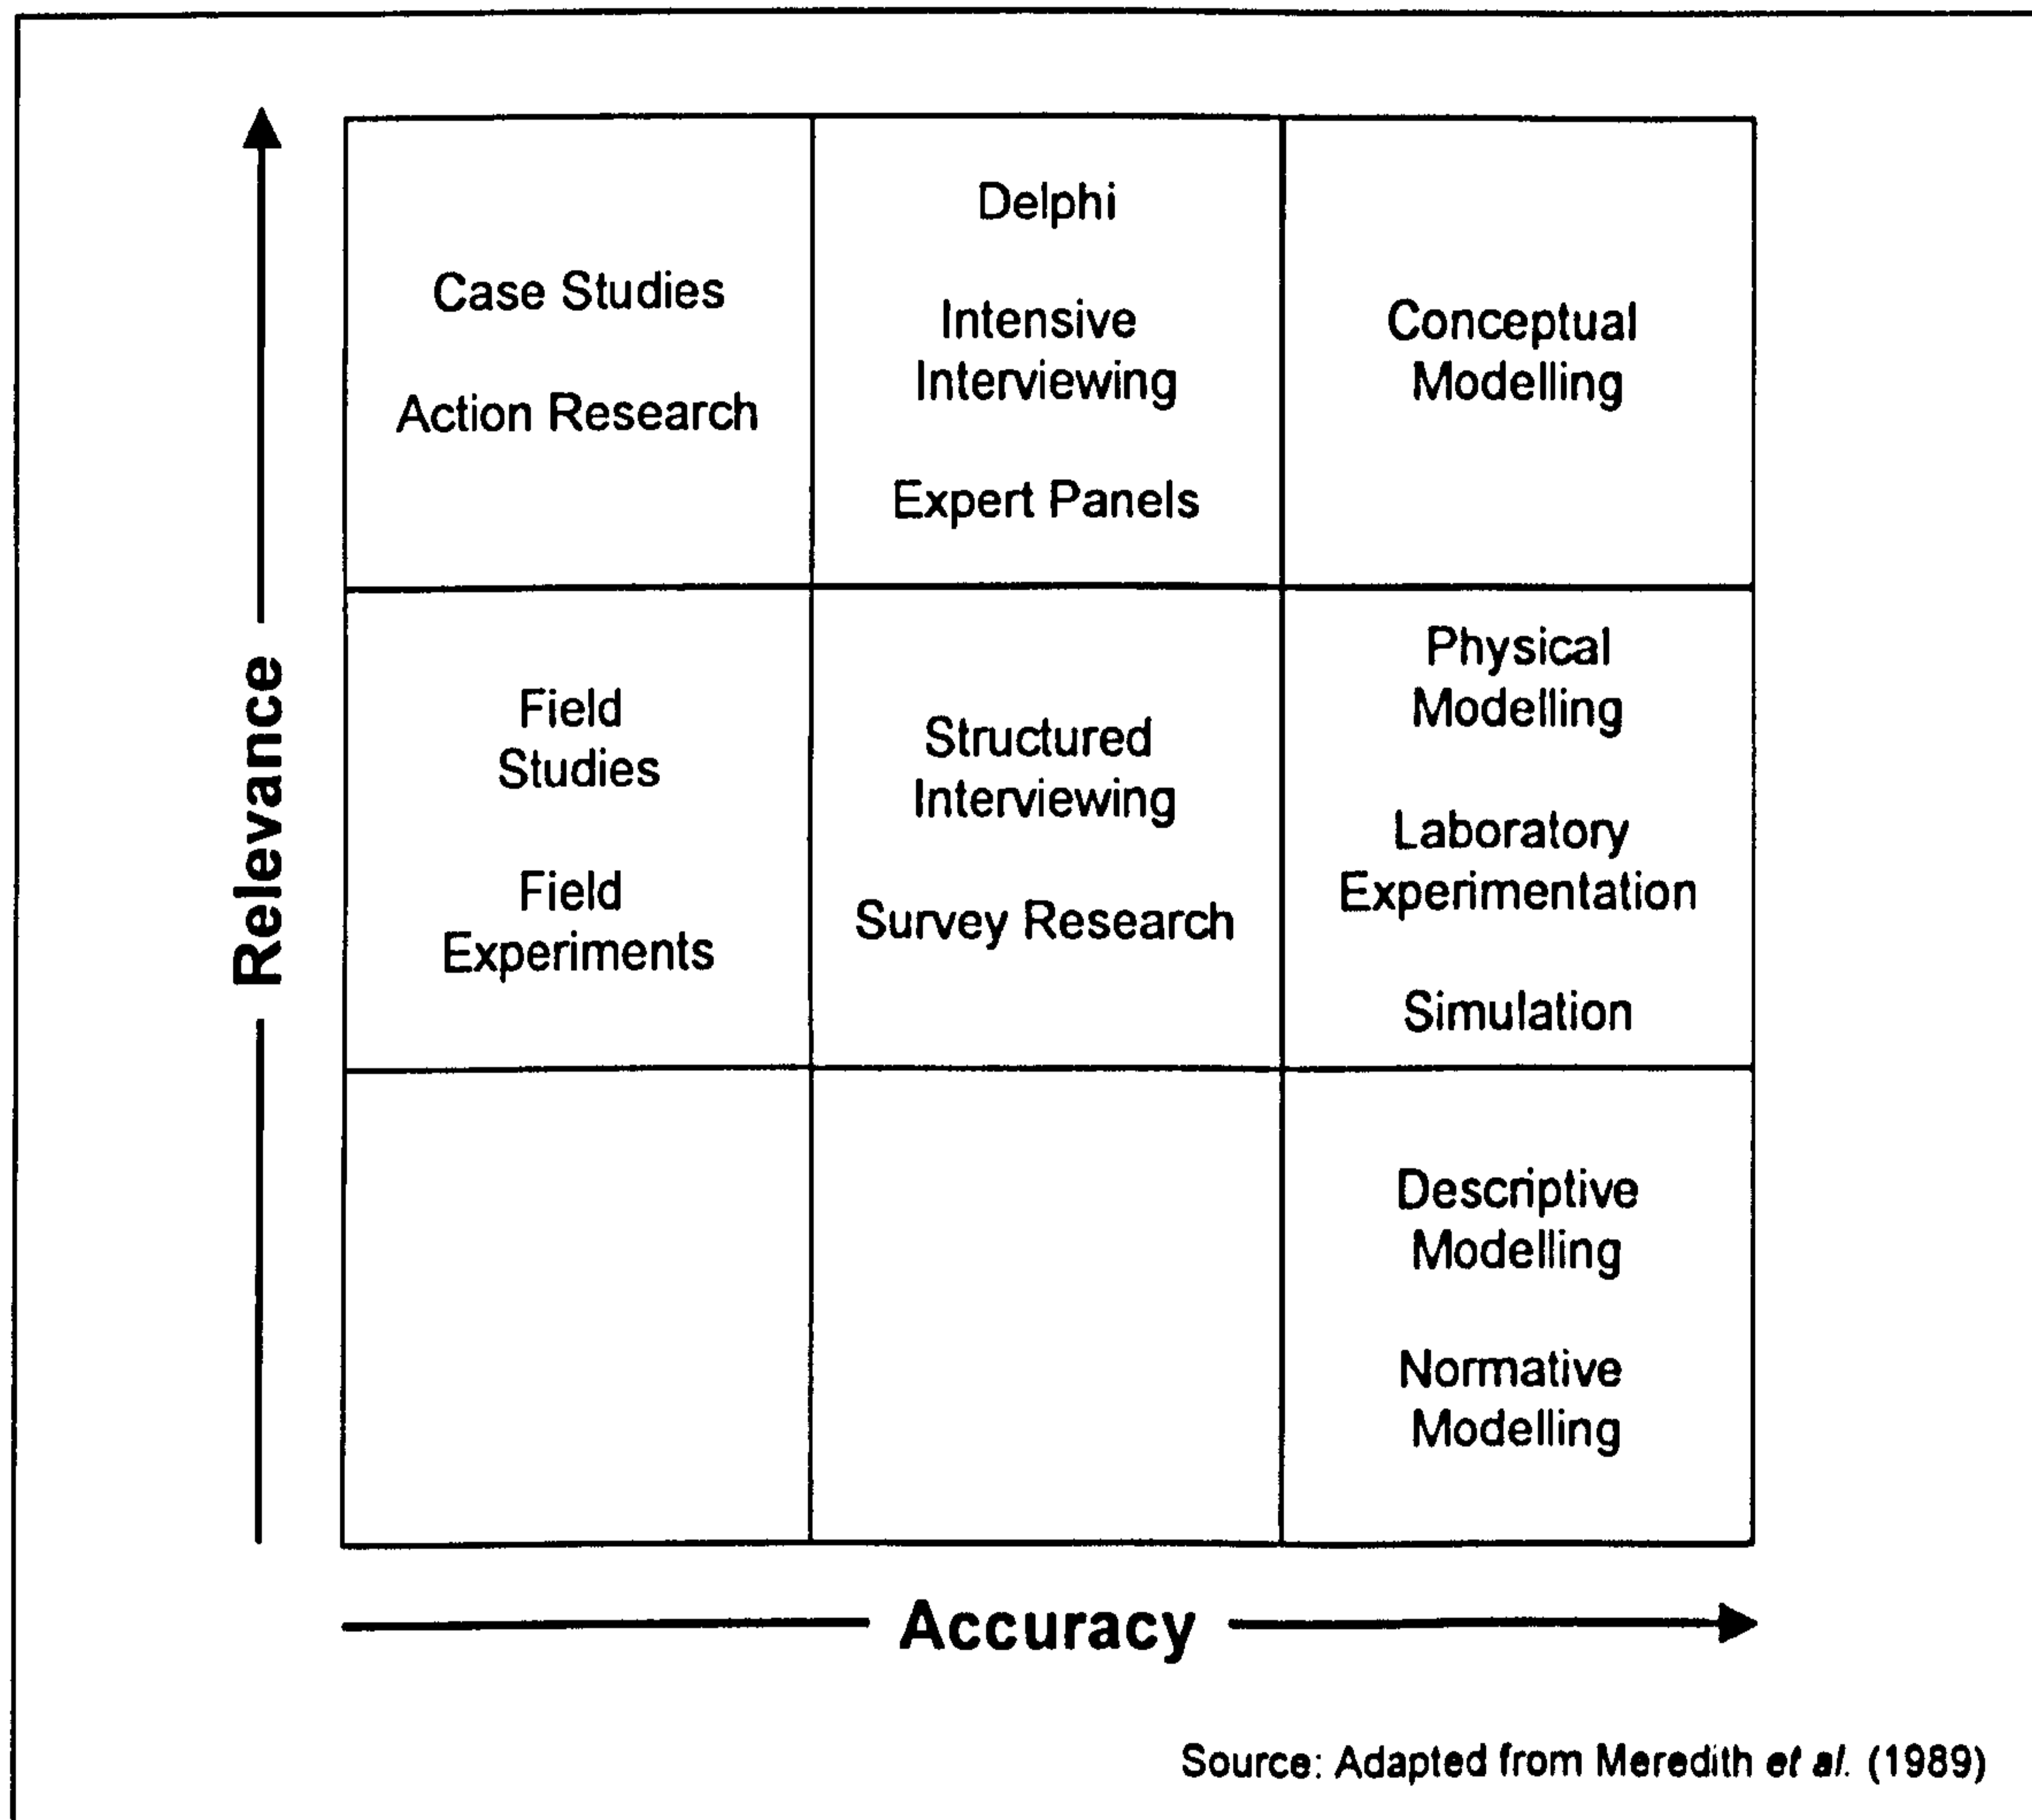 Case Studies
Action Research
Delphi
Intensive
Interviewing
Expert Panels
Conceptual
Modelling
Relevance
Field
Studies
Field
Experiments
Structured
Interviewing
Survey Research
Physical
Modelling
Laboratory
Experimentation
Simulation
Descriptive
Modelling
Normative
Modelling
Accuracy
Source: Adapted from Meredith et al. (1989)